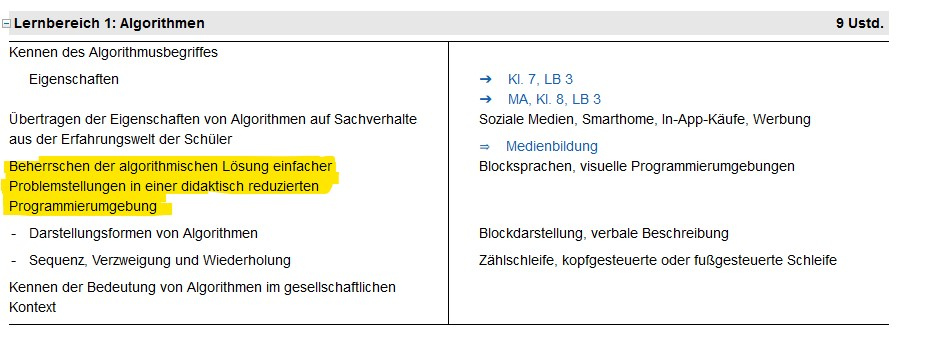 Lernbereich 1: Algorithmen 9 Ustd.
Kennen des Algorithmusbegriffes
Eigenschaften ➔ Kl. 7, LB 3
➔ MA, Kl. 8, LB 3
Übertragen der Eigenschaften von Algorithmen auf Sachverhalte Soziale Medien, Smarthome, In-App-Käufe, Werbung
aus der Erfahrungswelt der Schüler
⇒ Medienbildung
Beherrschen der algorithmischen Lösung einfacher Blocksprachen, visuelle Programmierumgebungen
Problemstellungen in einer didaktisch reduzierten
Programmierumgebung
- Darstellungsformen von Algorithmen Blockdarstellung, verbale Beschreibung
- Sequenz, Verzweigung und Wiederholung Zählschleife, kopfgesteuerte oder fußgesteuerte Schleife
Kennen der Bedeutung von Algorithmen im gesellschaftlichen
Kontext